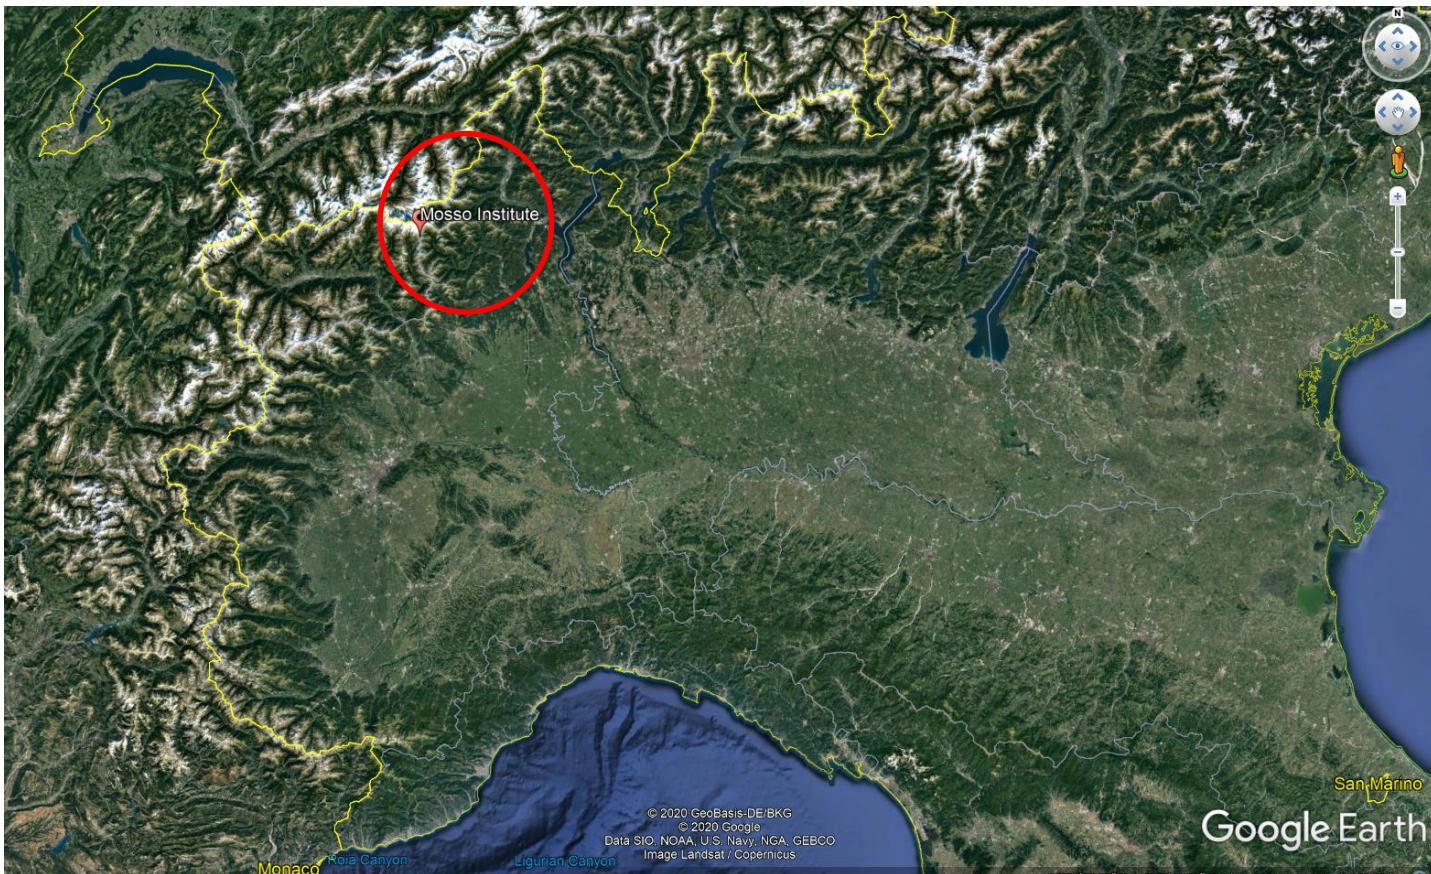 N
Mosso Institute
San Marino
© 2020 GeoBasis-DE/BKG
© 2020 Google
Data SIO, NOAA, U.S. Navy, NGA, GEBCO
Image Landsat / Copernicus
Google Earth
Monaco
Roia Canyon
Ligurian Canyon